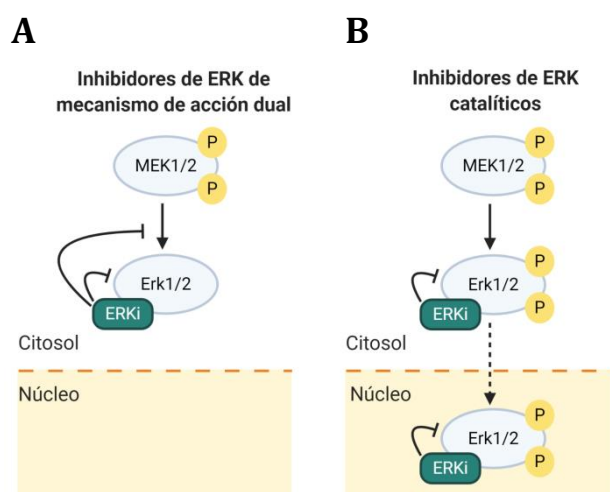 A
Inhibidores de ERK de
mecanismo de acción dual
MEK1/2
P
P
Erk1/2
ERKi
Citosol
Núcleo
B
Inhibidores de ERK
catalíticos
MEK1/2
P
P
Erk1/2
P
P
ERKi
Citosol
Núcleo
Erk1/2
P
P
ERKi